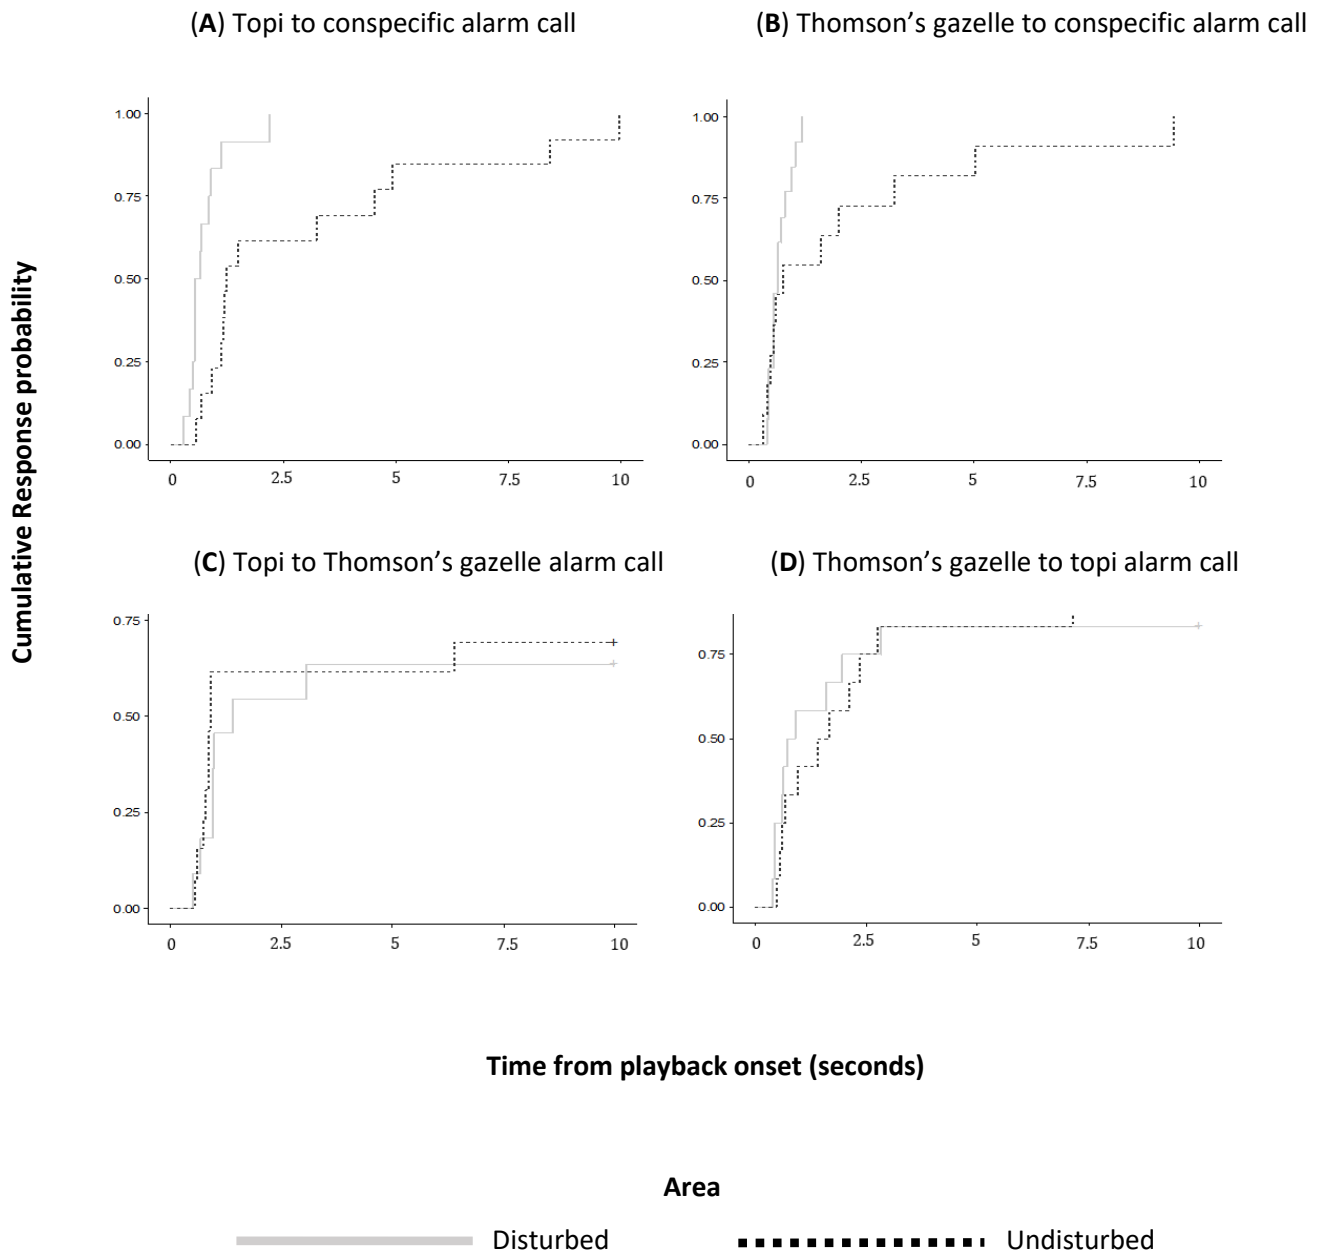 (A) Topi to conspecific alarm call
(B) Thomson’s gazelle to conspecific alarm call
Cumulative Response probability
1.00
0.75
0.50
0.25
0.00
0 2.5 5 7.5 10
1.00
0.75
0.50
0.25
0.00
0 2.5 5 7.5 10
(C) Topi to Thomson’s gazelle alarm call
(D) Thomson’s gazelle to topi alarm call
0.75
0.50
0.25
0.00
0 2.5 5 7.5 10
0.75
0.50
0.25
0.00
0 2.5 5 7.5 10
Time from playback onset (seconds)
Area
Disturbed
Undisturbed